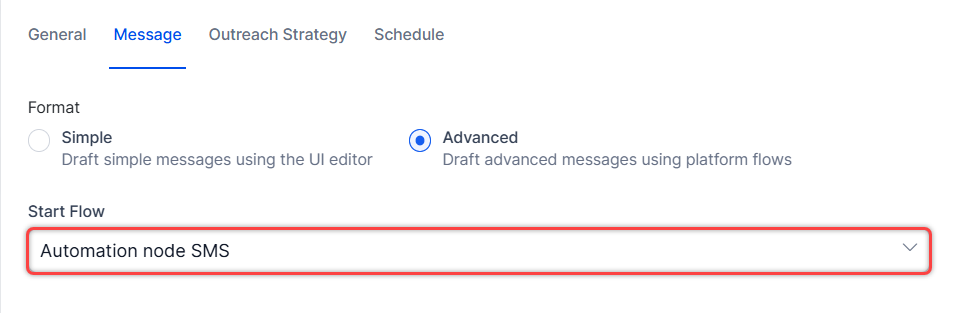 General Message Outreach Strategy Schedule
Format
Simple Advanced
Draft simple messages using the UI editor Draft advanced messages using platform flows
Start Flow
Automation node SMS